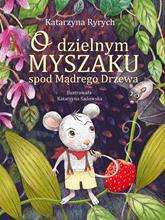 Katarzyna Ryrych
O dzielnym
MYSZAKU
spod Mądrego Drzewa
Ilustrowała
Katarzyna Sadowska